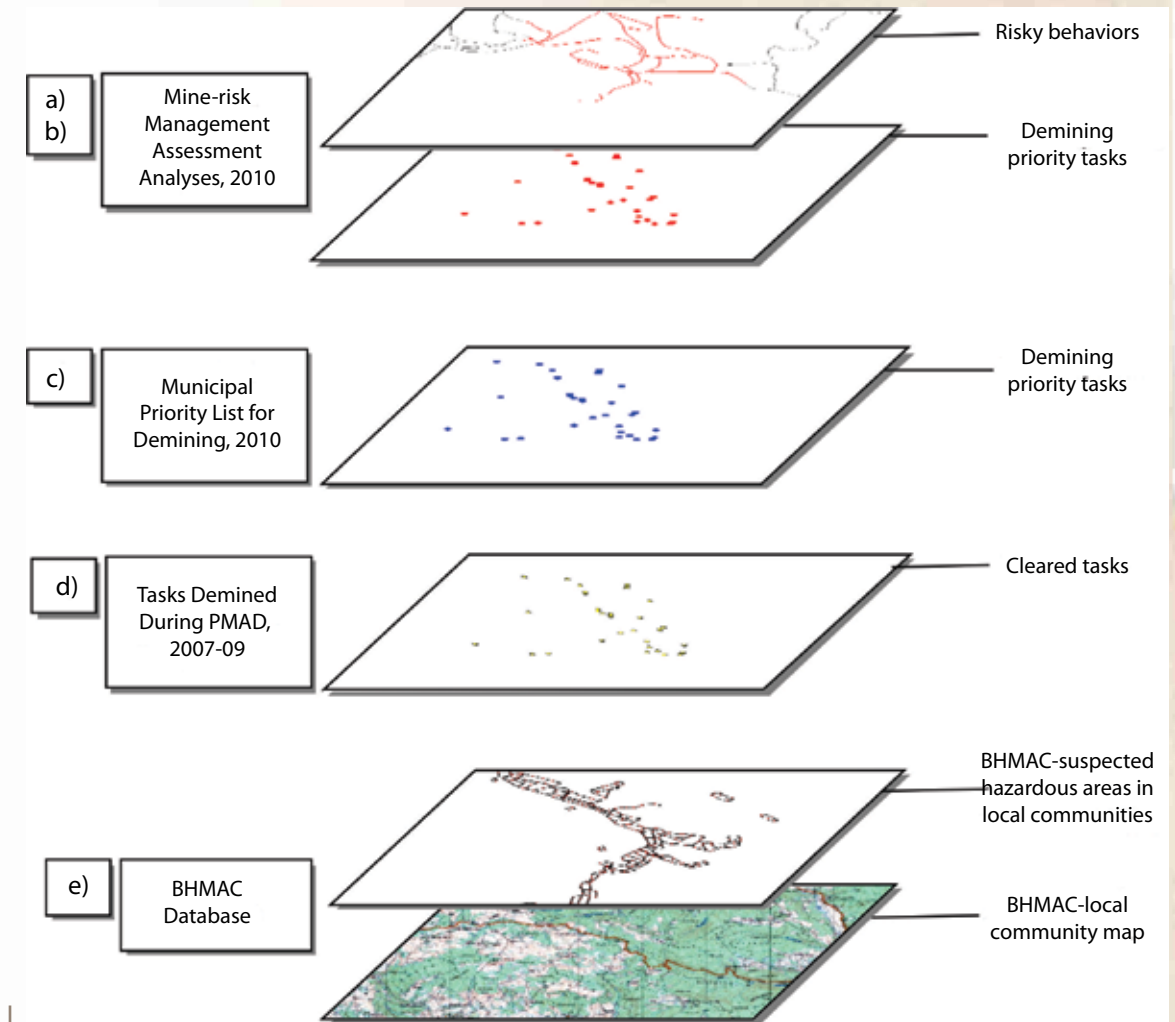 Risky behaviors
a)
b)
Mine-risk
Management
Assessment
Analyses, 2010
Demining
priority tasks
c)
Municipal
Priority List for
Demining, 2010
Demining
priority tasks
d)
Tasks Demined
During PMAD,
2007-09
Cleared tasks
BHMAC-suspected
hazardous areas in
local communities
e)
BHMAC
Database
BHMAC-local
community map